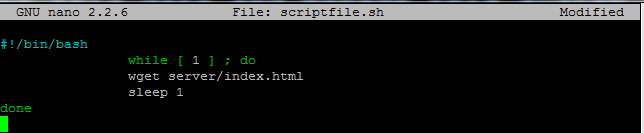 GNU nano 2.2.6 File: scriptfile.sh Modified
#!/bin/bash
while [ 1 ] ; do
wget server/index.html
sleep 1
done